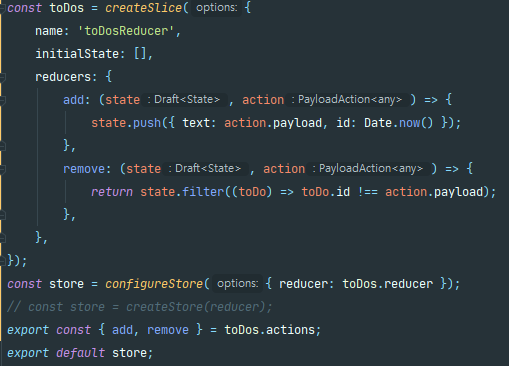 const toDos = createSlice( options: {
    name: 'toDosReducer',
    initialState: [],
    reducers: {
        add: (state : Draft<State> , action : PayloadAction<any> ) => {
            state.push({ text: action.payload, id: Date.now() });
        },
        remove: (state : Draft<State> , action : PayloadAction<any> ) => {
            return state.filter((toDo) => toDo.id !== action.payload);
        },
    },
});
const store = configureStore( options: { reducer: toDos.reducer });
// const store = createStore(reducer);
export const { add, remove } = toDos.actions;
export default store;